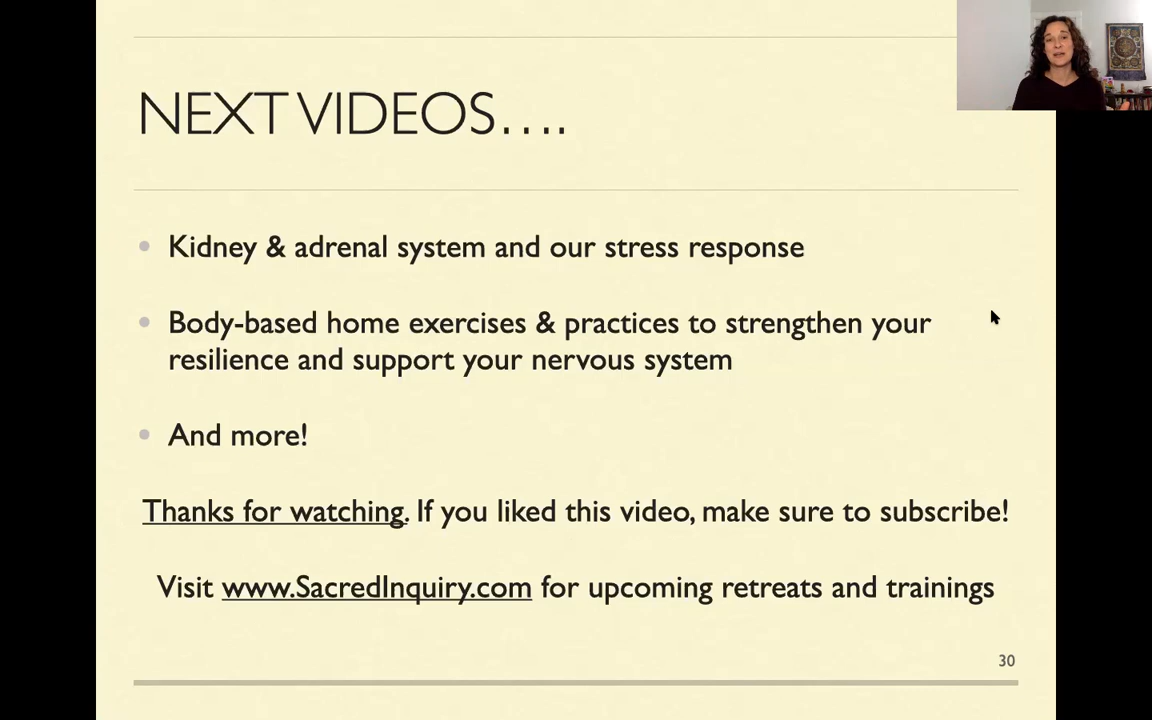 NEXT VIDEOS....
Kidney & adrenal system and our stress response
Body-based home exercises & practices to strengthen your
resilience and support your nervous system
And more!
Thanks for watching. If you liked this video, make sure to subscribe!
Visit www.SacredInquiry.com for upcoming retreats and trainings
30